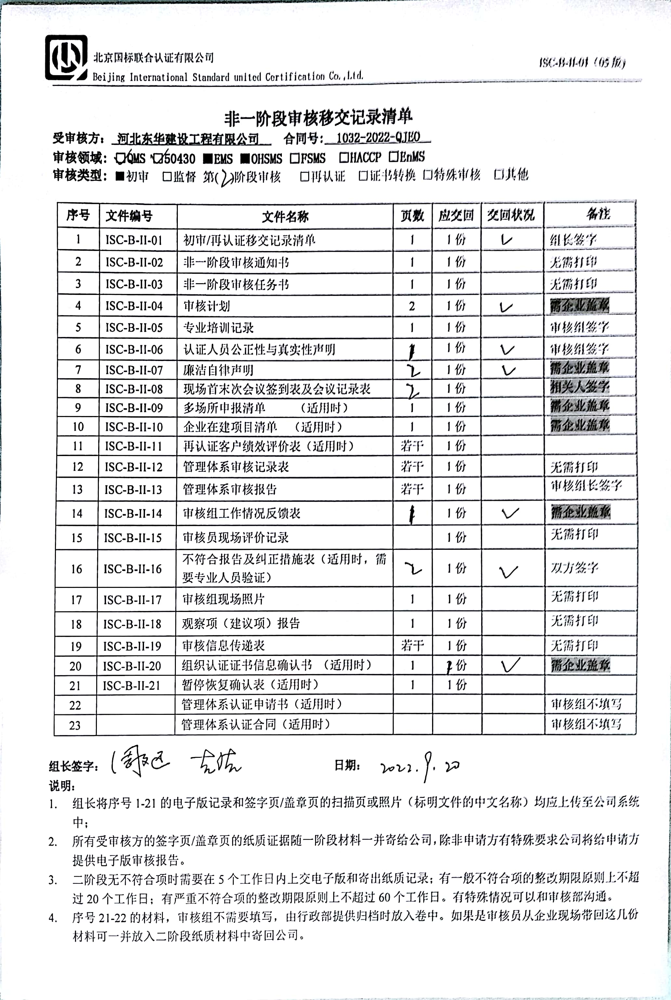 北京国标联合认证有限公司
ISC-B-II-01（05版）
Beijing International Standard united Certification Co.,Ltd.
非一阶段审核移交记录清单
受审核方：河北东华建设工程有限公司 合同号：1032-2022-QJEO
审核领域：☑QMS ☑50430 ■EMS ■OHSMS □FSMS □HACCP □EnMS
审核类型：■初审 □监督 第(2)阶段审核 □再认证 □证书转换 □特殊审核 □其他
序号 文件编号 文件名称 页数 应交回 交回状况 备注
1 ISC-B-II-01 初审/再认证移交记录清单 1 1份 ✓ 组长签字
2 ISC-B-II-02 非一阶段审核通知书 1 1份 无需打印
3 ISC-B-II-03 非一阶段审核任务书 1 1份 无需打印
4 ISC-B-II-04 审核计划 2 1份 ✓ 需企业盖章
5 ISC-B-II-05 专业培训记录 1 1份 审核组签字
6 ISC-B-II-06 认证人员公正性与真实性声明 1 1份 ✓ 审核组签字
7 ISC-B-II-07 廉洁自律声明 2 1份 ✓ 需企业盖章
8 ISC-B-II-08 现场首末次会议签到表及会议记录表 2 1份 相关人签字
9 ISC-B-II-09 多场所申报清单 （适用时） 1 1份 需企业盖章
10 ISC-B-II-10 企业在建项目清单 （适用时） 1 1份 需企业盖章
11 ISC-B-II-11 再认证客户绩效评价表（适用时） 若干 1份
12 ISC-B-II-12 管理体系审核记录表 若干 1份 无需打印
13 ISC-B-II-13 管理体系审核报告 若干 1份 审核组长签字
14 ISC-B-II-14 审核组工作情况反馈表 1 1份 ✓ 需企业盖章
15 ISC-B-II-15 审核员现场评价记录 1份 无需打印
16 ISC-B-II-16 不符合报告及纠正措施表（适用时，需
要专业人员验证） 2 1份 ✓ 双方签字
17 ISC-B-II-17 审核组现场照片 1 1份 无需打印
18 ISC-B-II-18 观察项（建议项）报告 1 1份 无需打印
19 ISC-B-II-19 审核信息传递表 若干 1份 无需打印
20 ISC-B-II-20 组织认证证书信息确认书 （适用时） 1 份 ✓ 需企业盖章
21 ISC-B-II-21 暂停恢复确认表（适用时） 1 1份
22 管理体系认证申请书（适用时） 审核组不填写
23 管理体系认证合同（适用时） 审核组不填写
组长签字： 日期：2022.9.20
说明：
1. 组长将序号 1-21 的电子版记录和签字页/盖章页的扫描页或照片（标明文件的中文名称）均应上传至公司系统
中；
2. 所有受审核方的签字页/盖章页的纸质证据随一阶段材料一并寄给公司，除非申请方有特殊要求公司将给申请方
提供电子版审核报告。
3. 二阶段无不符合项时需要在 5 个工作日内上交电子版和寄出纸质记录；有一般不符合项的整改期限原则上不超
过 20 个工作日；有严重不符合项的整改期限原则上不超过 60 个工作日。有特殊情况可以和审核部沟通。
4. 序号 21-22 的材料，审核组不需要填写，由行政部提供归档时放入卷中。如果是审核员从企业现场带回这几份
材料可一并放入二阶段纸质材料中寄回公司。